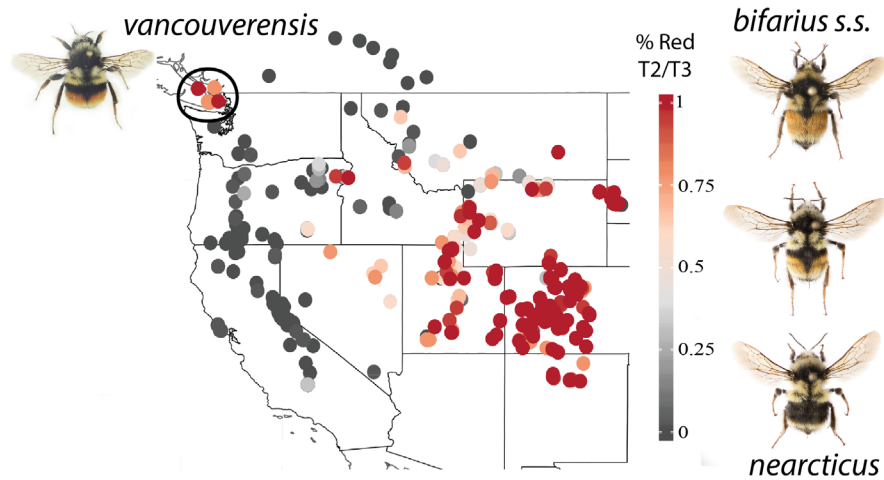 vancouverensis
bifarius s.s.
% Red
T2/T3
1
0.75
0.5
0.25
0
nearcticus